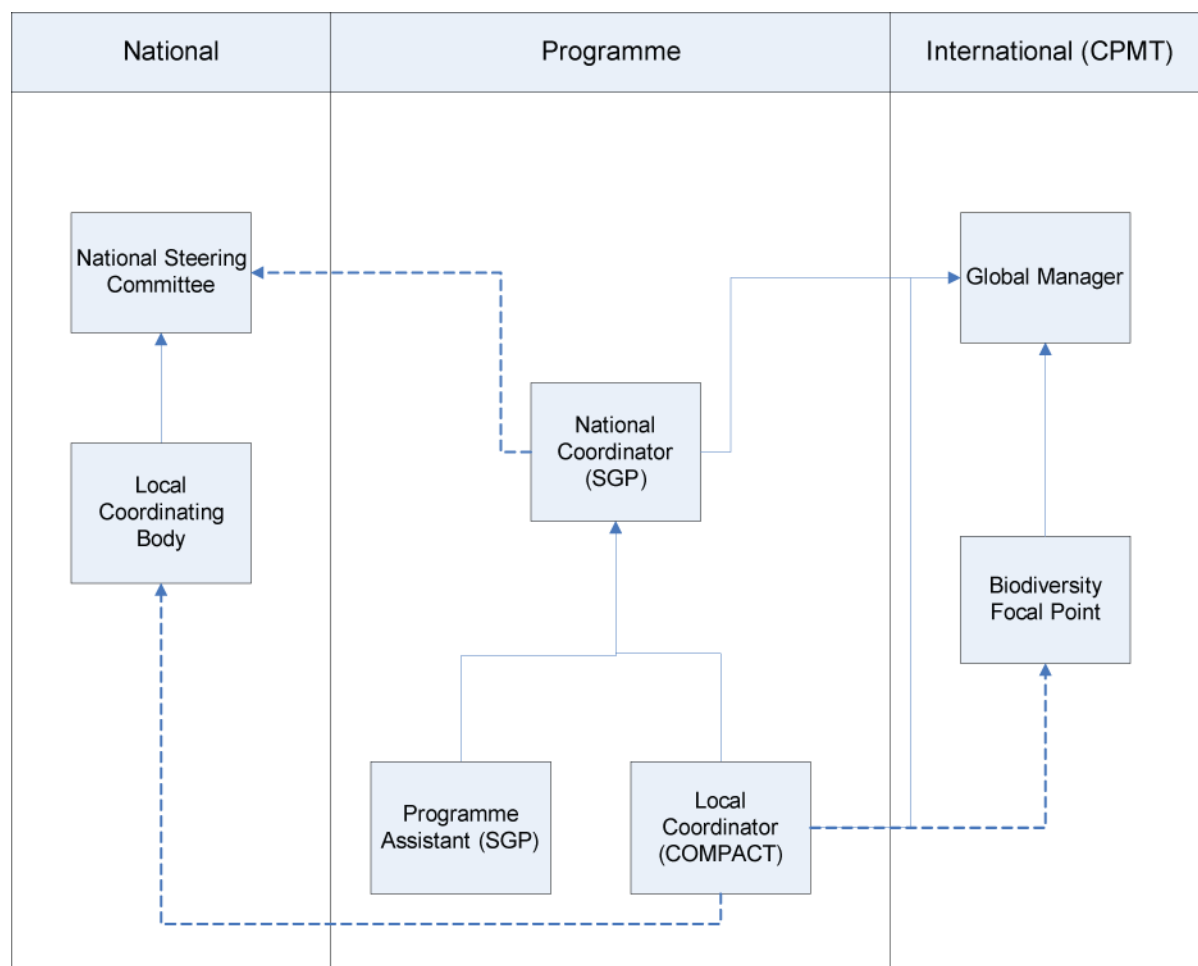 National
Programme
International (CPMT)
National Steering
Committee
Global Manager
National
Coordinator
(SGP)
Local
Coordinating
Body
Biodiversity
Focal Point
Programme
Assistant (SGP)
Local
Coordinator
(COMPACT)